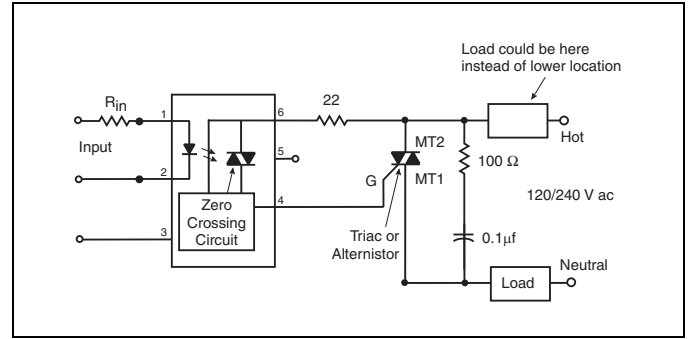 Load could be here
instead of lower location
Rin
1
6
22
Hot
Input
5
MT2
100 Ω
G
MT1
120/240 V ac
2
4
Zero
Crossing
Circuit
3
Triac or
Alternistor
0.1µf
Neutral
Load